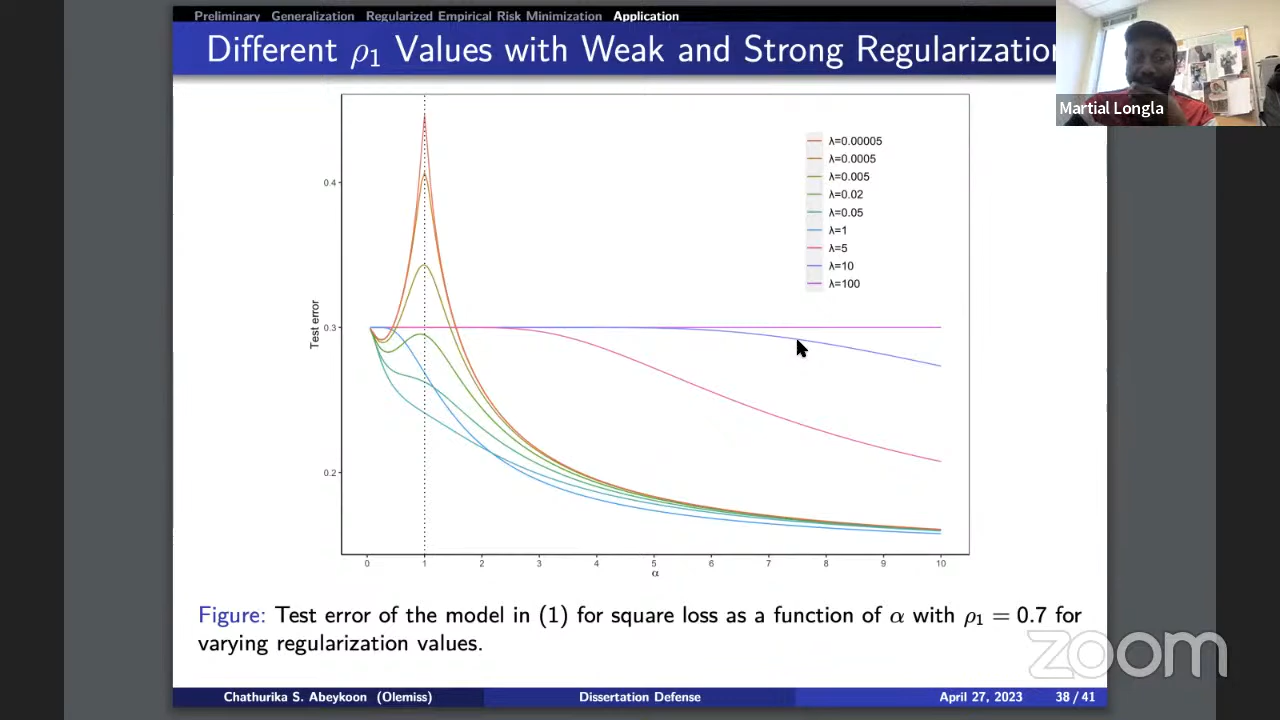 Preliminary Generalization Regularized Empirical Risk Minimization Application
Different ρ₁ Values with Weak and Strong Regularization
Martial Longla
λ=0.00005
λ=0.0005
λ=0.005
λ=0.02
λ=0.05
λ=1
λ=5
λ=10
λ=100
Test error
0.4
0.3
0.2
0 1 2 3 4 5 6 7 8 9 10
α
Figure: Test error of the model in (1) for square loss as a function of α with ρ₁ = 0.7 for
varying regularization values.
zoom
Chathurika S. Abeykoon (Olemiss) Dissertation Defense April 27, 2023 38 / 41